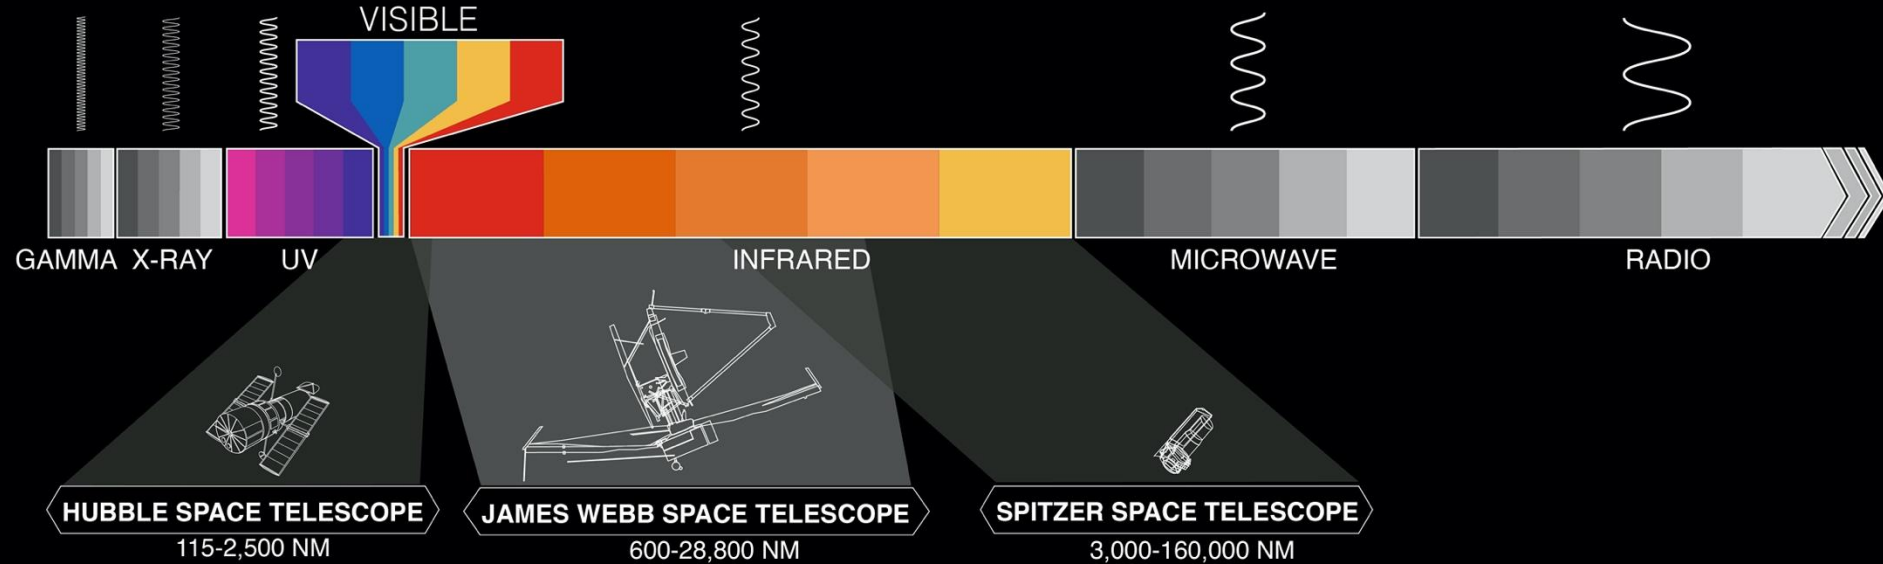 VISIBLE
GAMMA X-RAY UV INFRARED MICROWAVE RADIO
HUBBLE SPACE TELESCOPE
115-2,500 NM
JAMES WEBB SPACE TELESCOPE
600-28,800 NM
SPITZER SPACE TELESCOPE
3,000-160,000 NM